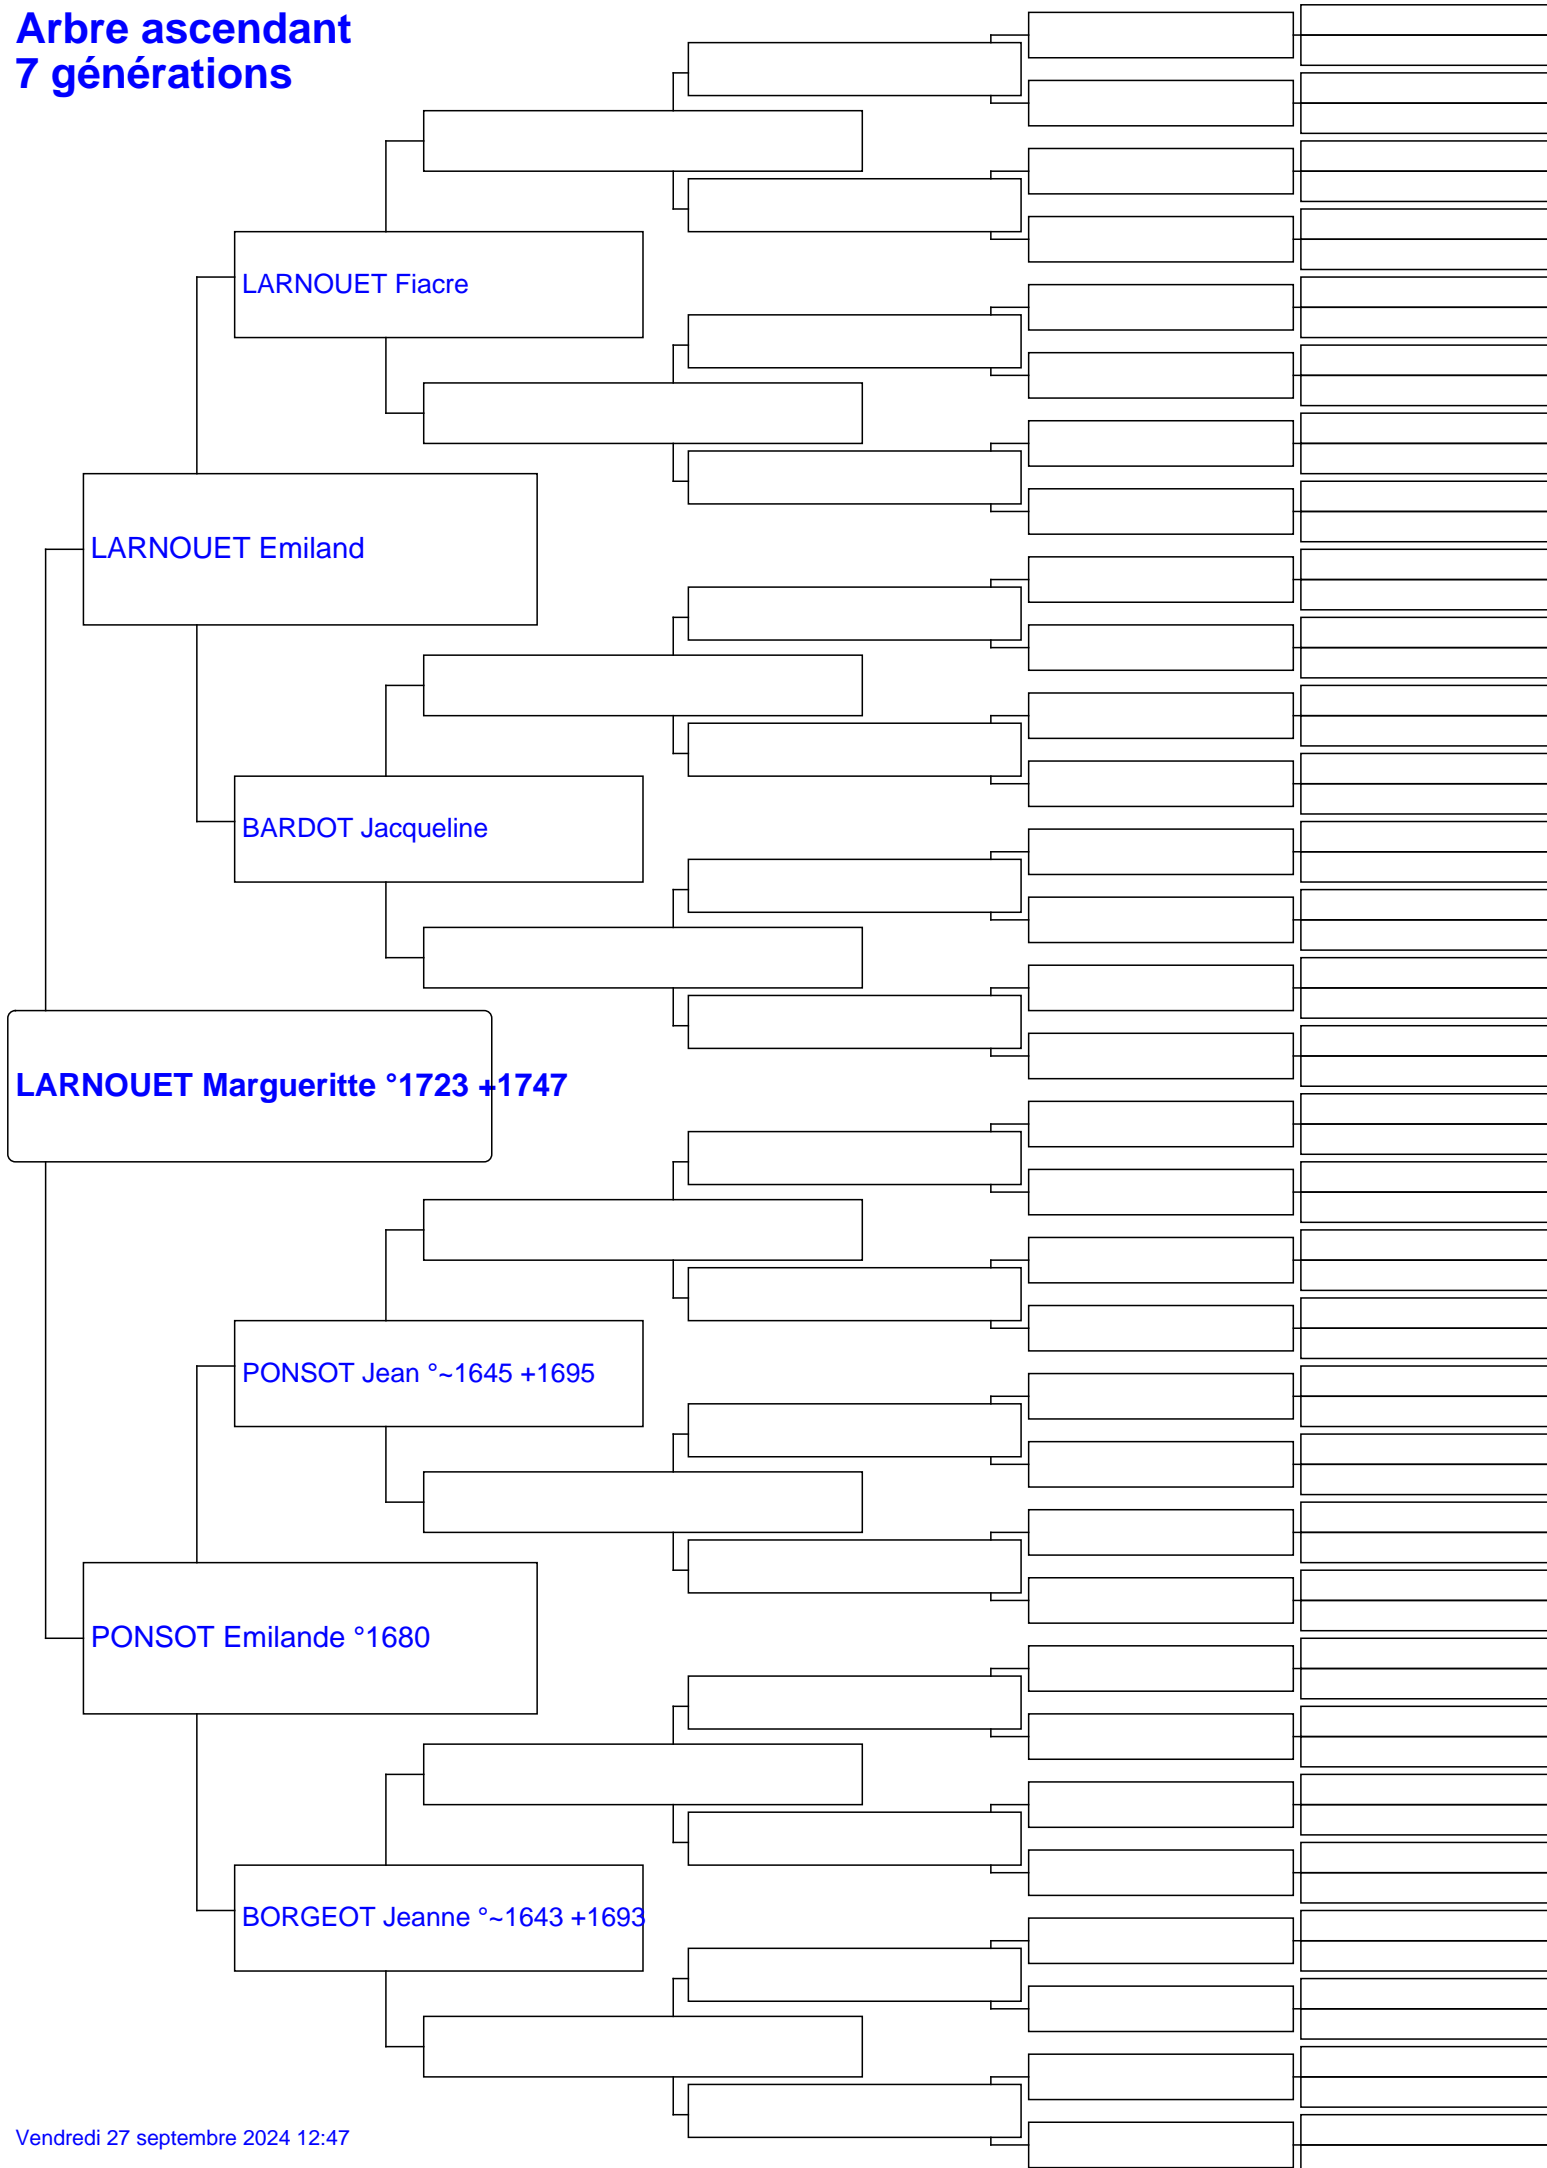 Arbre ascendant
7 générations
LARNOUET Fiacre
LARNOUET Emiland
BARDOT Jacqueline
LARNOUET Margueritte °1723 +1747
PONSOT Jean °~1645 +1695
PONSOT Emilande °1680
BORGEOT Jeanne °~1643 +1693
Vendredi 27 septembre 2024 12:47